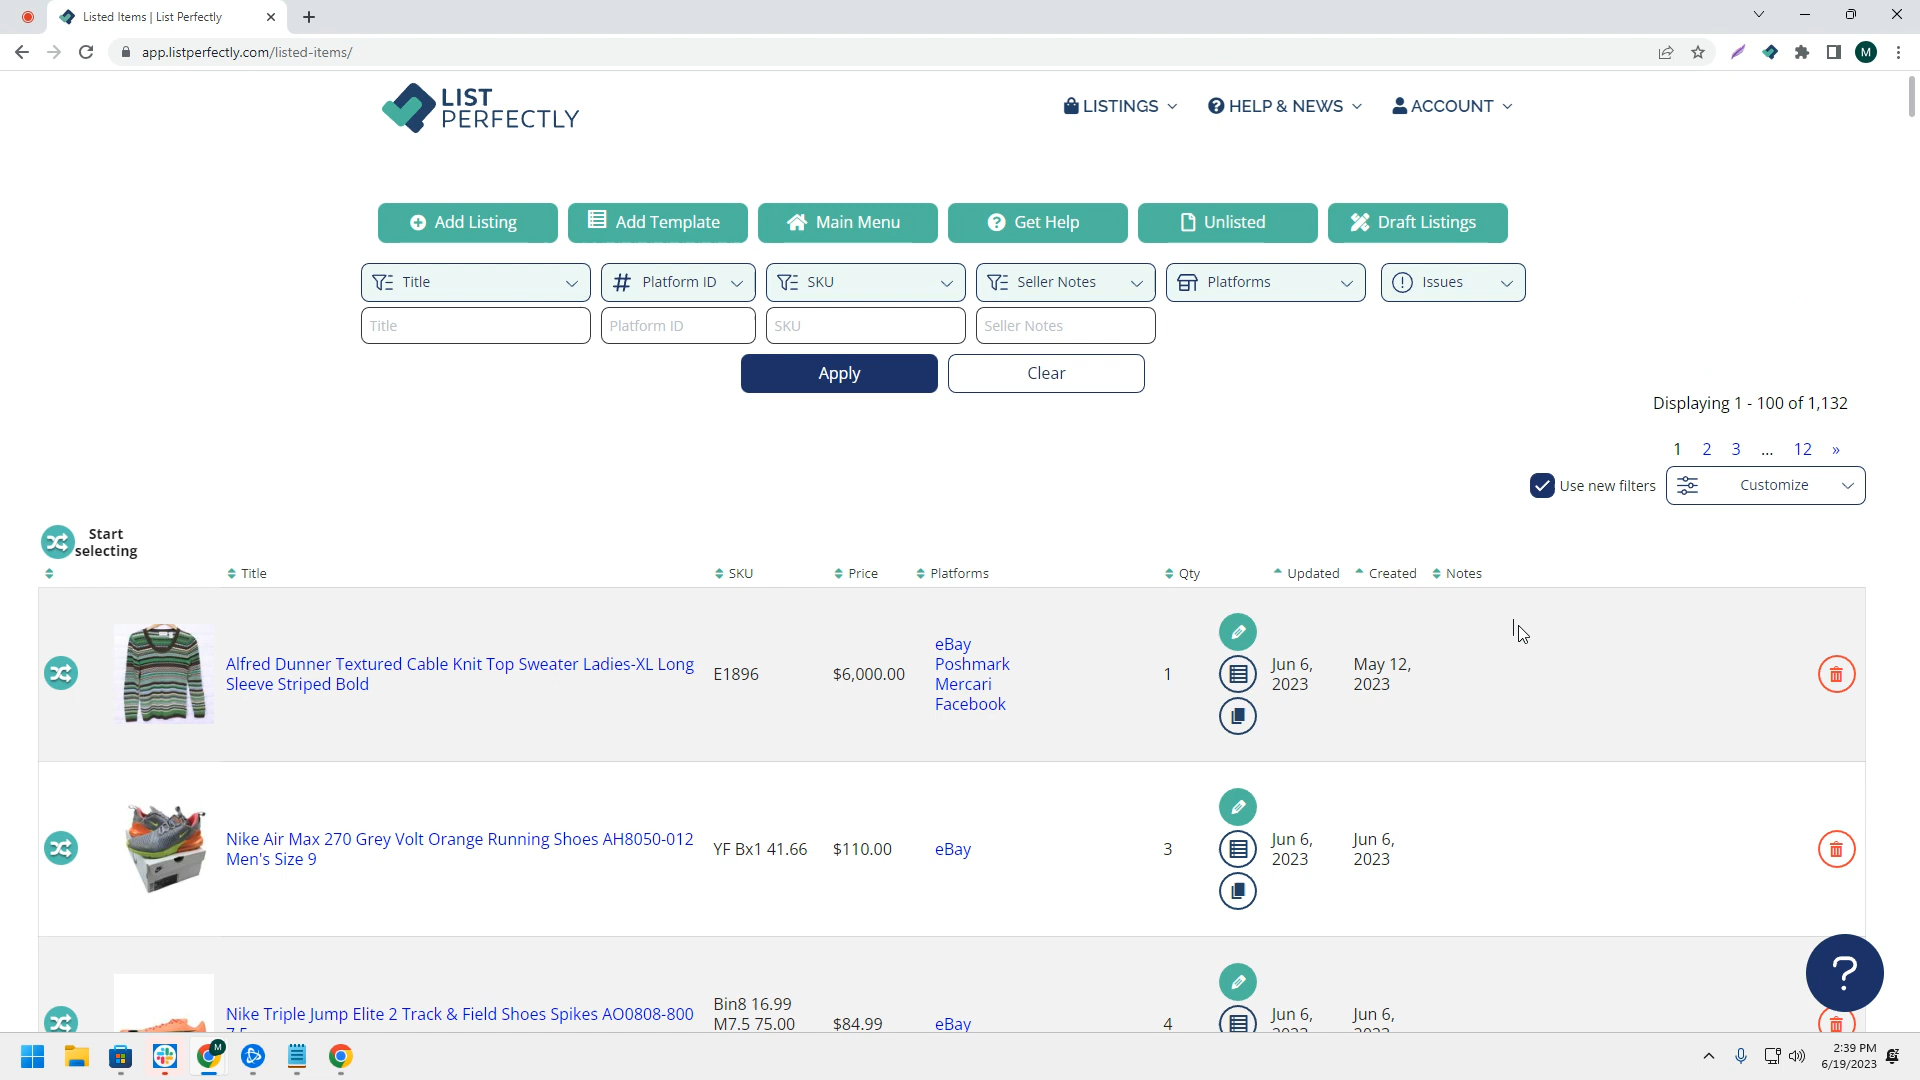 Listed Items | List Perfectly
app.listperfectly.com/listed-items/
M
LIST
PERFECTLY
LISTINGS
HELP & NEWS
ACCOUNT
Add Listing
Add Template
Main Menu
Get Help
Unlisted
Draft Listings
Title
Platform ID
SKU
Seller Notes
Platforms
Issues
Title
Platform ID
SKU
Seller Notes
Apply
Clear
Displaying 1 - 100 of 1,132
1 2 3 ... 12 »
Use new filters
Customize
Start
selecting
Title
SKU
Price
Platforms
Qty
Updated
Created
Notes
Alfred Dunner Textured Cable Knit Top Sweater Ladies-XL Long
Sleeve Striped Bold
E1896
$6,000.00
eBay
Poshmark
Mercari
Facebook
1
Jun 6,
2023
May 12,
2023
Nike Air Max 270 Grey Volt Orange Running Shoes AH8050-012
Men's Size 9
YF Bx1 41.66
$110.00
eBay
3
Jun 6,
2023
Jun 6,
2023
Nike Triple Jump Elite 2 Track & Field Shoes Spikes AO0808-800
7.5
Bin8 16.99
M7.5 75.00
$84.99
eBay
4
Jun 6,
2023
Jun 6,
2023
?
M
2:39 PM
6/19/2023